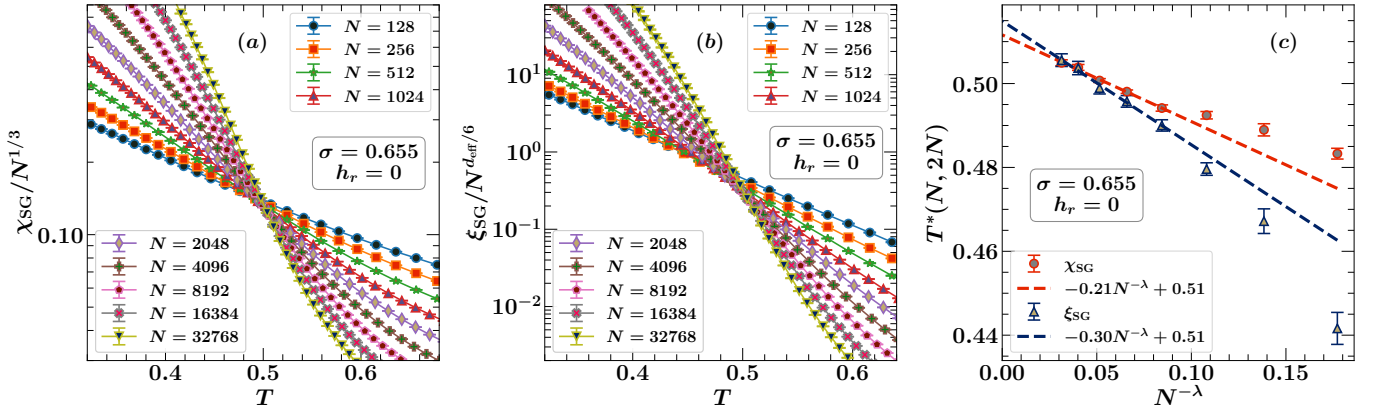 (a)
N = 128
N = 256
N = 512
N = 1024
σ = 0.655
h_r = 0
N = 2048
N = 4096
N = 8192
N = 16384
N = 32768
0.10
χ_SG/N^{1/3}
0.4 0.5 0.6
T
(b)
N = 128
N = 256
N = 512
N = 1024
σ = 0.655
h_r = 0
N = 2048
N = 4096
N = 8192
N = 16384
N = 32768
10^1
10^0
10^{-1}
10^{-2}
ξ_SG/N^{d_eff/6}
0.4 0.5 0.6
T
(c)
σ = 0.655
h_r = 0
χ_SG
−0.21N^{−λ} + 0.51
ξ_SG
−0.30N^{−λ} + 0.51
0.50
0.48
0.46
0.44
T*(N, 2N)
0.00 0.05 0.10 0.15
N^{−λ}